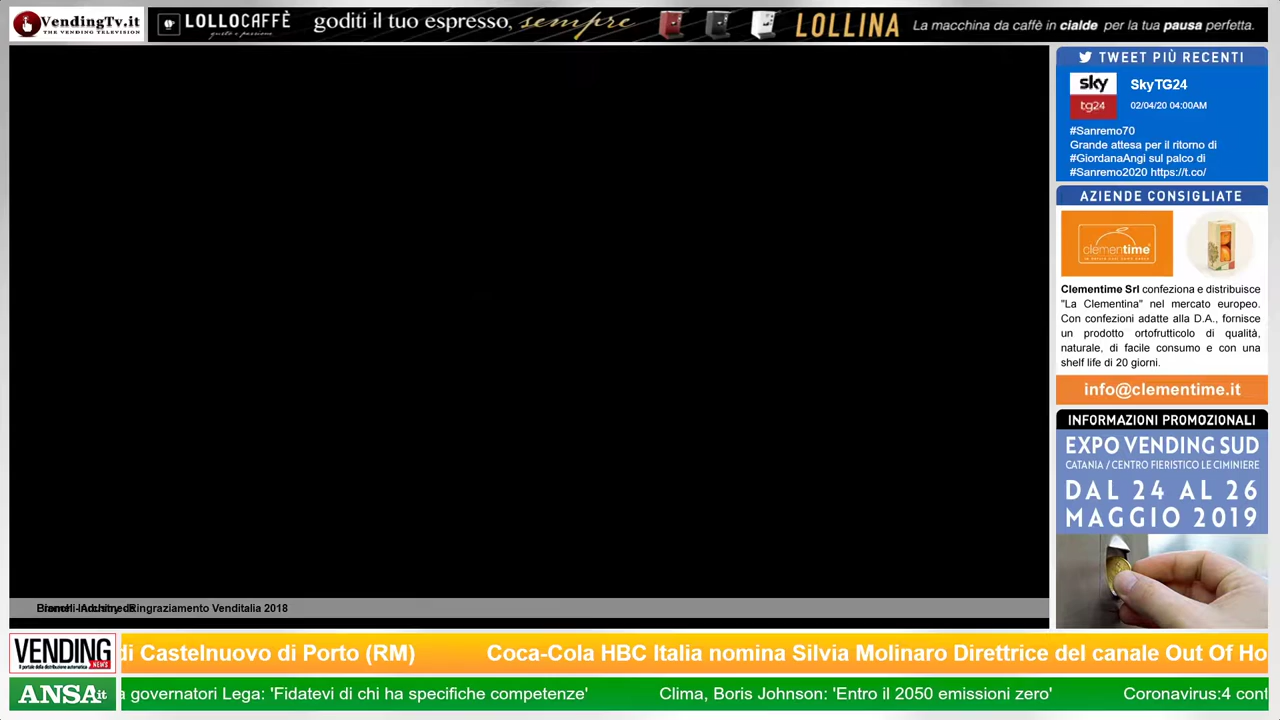 VendingTv.it
THE VENDING TELEVISION
LOLLOCAFFÈ
gusto e passione
goditi il tuo espresso, sempre
LOLLINA
La macchina da caffè in cialde per la tua pausa perfetta.
TWEET PIÙ RECENTI
sky
tg24
SkyTG24
02/04/20 04:00AM
#Sanremo70
Grande attesa per il ritorno di
#GiordanaAngi sul palco di
#Sanremo2020 https://t.co/
AZIENDE CONSIGLIATE
clementime
Clementime Srl confeziona e distribuisce
"La Clementina" nel mercato europeo.
Con confezioni adatte alla D.A., fornisce
un prodotto ortofrutticolo di qualità,
naturale, di facile consumo e con una
shelf life di 20 giorni.
info@clementime.it
INFORMAZIONI PROMOZIONALI
EXPO VENDING SUD
CATANIA / CENTRO FIERISTICO LE CIMINIERE
DAL 24 AL 26
MAGGIO 2019
Ringraziamento Venditalia 2018
VENDING
NEWS
Il portale della distribuzione automatica
di Castelnuovo di Porto (RM) Coca-Cola HBC Italia nomina Silvia Molinaro Direttrice del canale Out Of Ho
ANSA.it
a governatori Lega: 'Fidatevi di chi ha specifiche competenze' Clima, Boris Johnson: 'Entro il 2050 emissioni zero' Coronavirus:4 cont